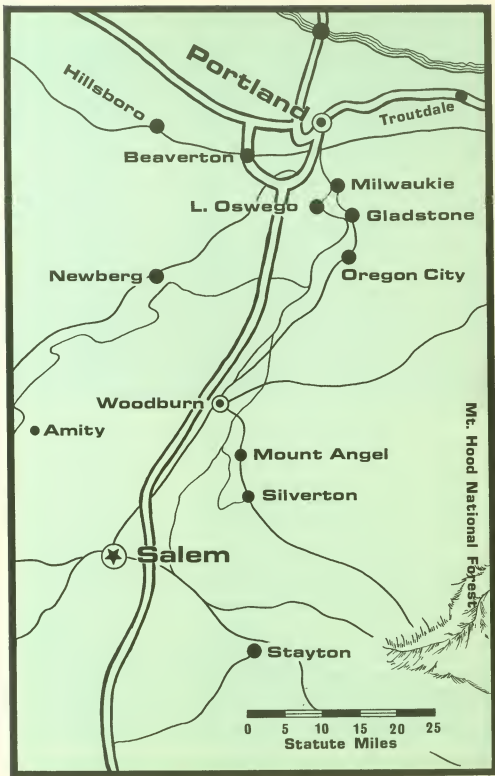 Portland
Hillsboro
Troutdale
Beaverton
Milwaukie
L. Oswego
Gladstone
Newberg
Oregon City
Woodburn
Amity
Mt. Hood National Forest
Mount Angel
Silverton
Salem
Stayton
0 5 10 15 20 25
Statute Miles